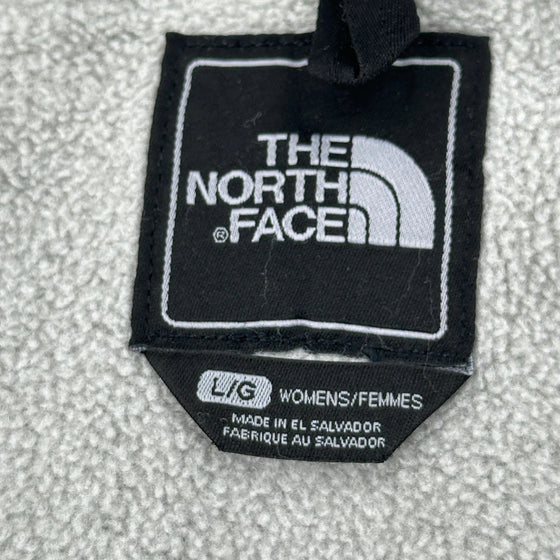 THE
NORTH
®FACE
L/G WOMENS/FEMMES
MADE IN EL SALVADOR
FABRIQUE AU SALVADOR